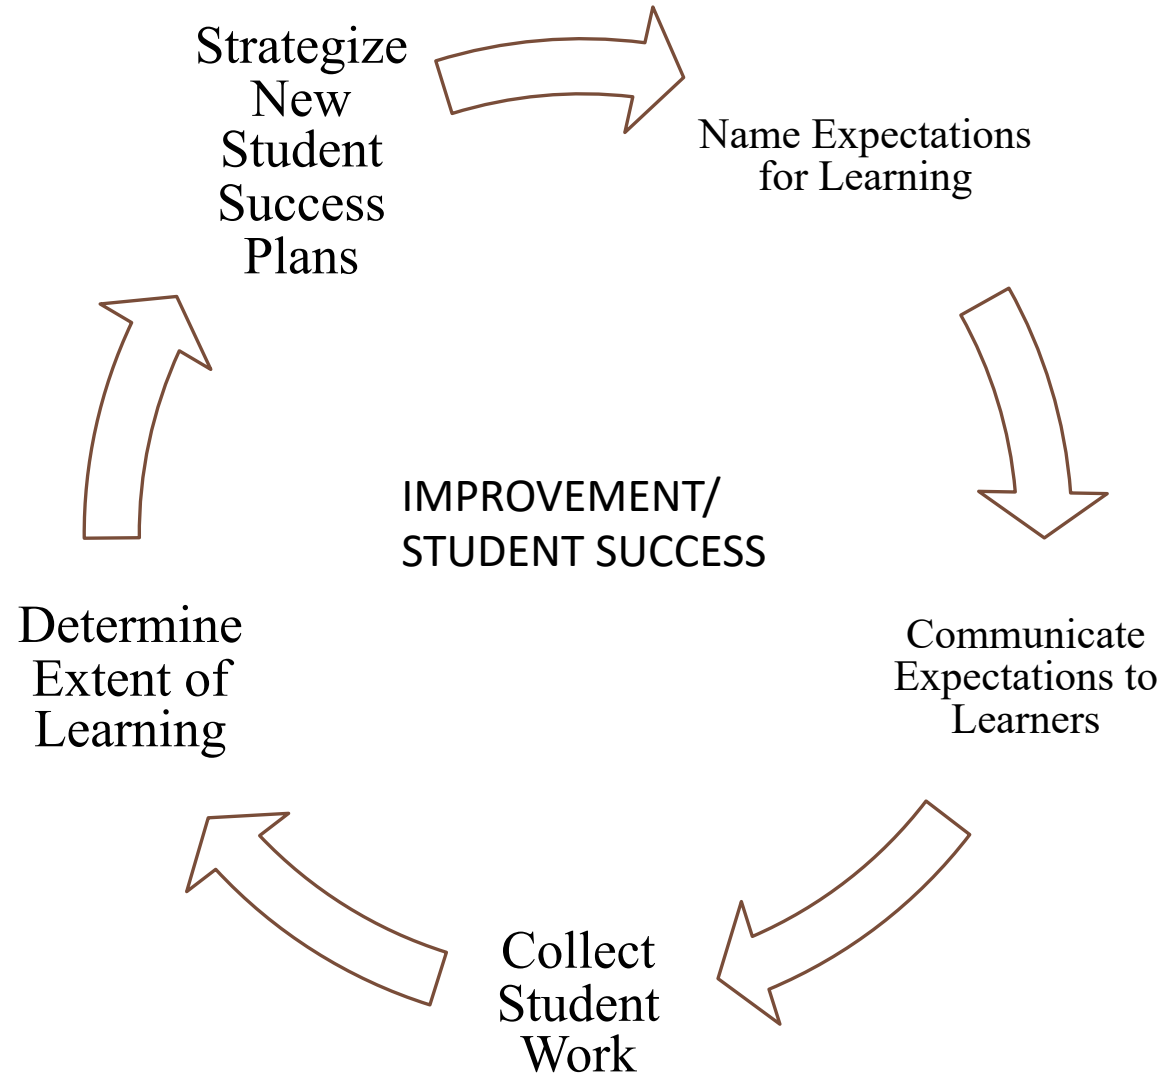 Strategize
New
Student
Success
Plans
Name Expectations
for Learning
IMPROVEMENT/
STUDENT SUCCESS
Determine
Extent of
Learning
Communicate
Expectations to
Learners
Collect
Student
Work